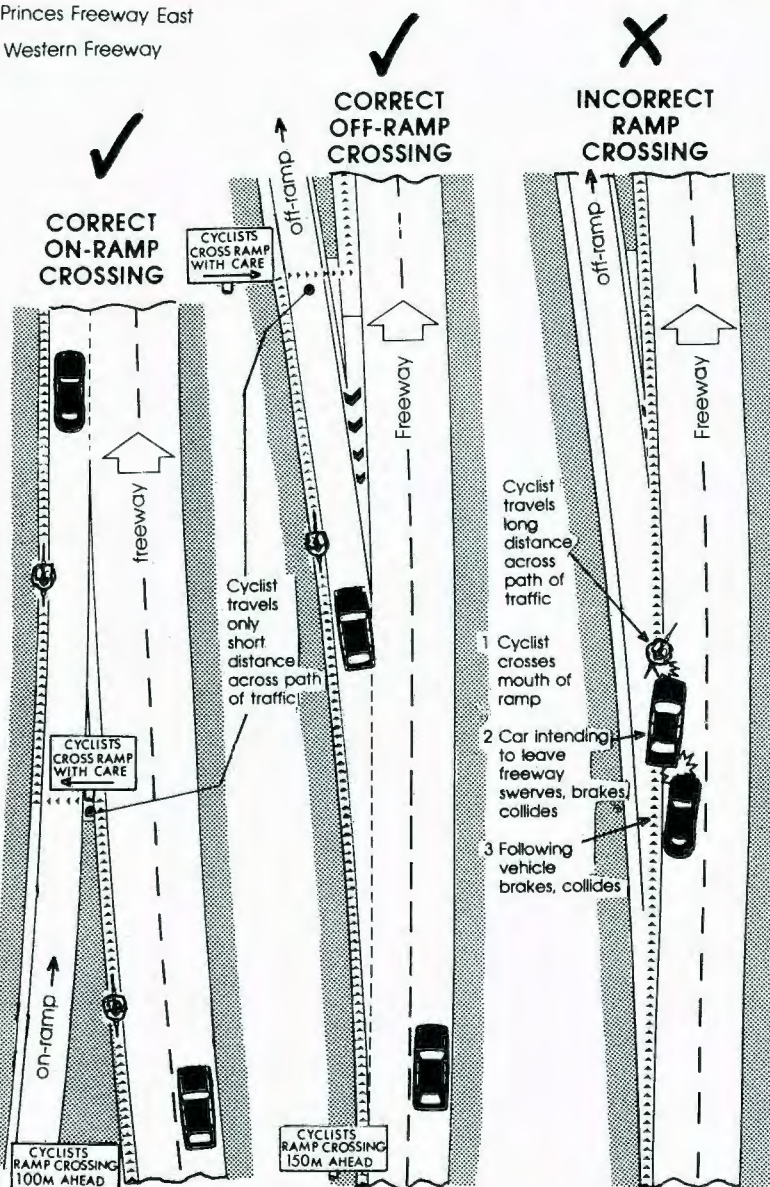 Princes Freeway East
Western Freeway
CORRECT
ON-RAMP
CROSSING
CORRECT
OFF-RAMP
CROSSING
INCORRECT
RAMP
CROSSING
off-ramp
CYCLISTS
CROSS RAMP
WITH CARE
Freeway
freeway
Cyclist
travels
only
short
distance
across path
of traffic
CYCLISTS
CROSS RAMP
WITH CARE
on-ramp
CYCLISTS
RAMP CROSSING
100M AHEAD
CYCLISTS
RAMP CROSSING
150M AHEAD
off-ramp
Freeway
Cyclist
travels
long
distance
across
path of
traffic
1 Cyclist
crosses
mouth of
ramp
2 Car intending
to leave
freeway
swerves, brakes,
collides
3 Following
vehicle
brakes, collides